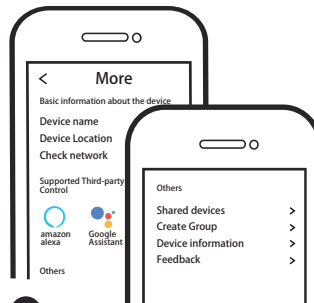 <
More
Basic information about the device
Device name
Device Location
Check network
Supported Third-party
Control
amazon
alexa
Google
Assistant
Others
Others
Shared devices >
Create Group >
Device information >
Feedback >